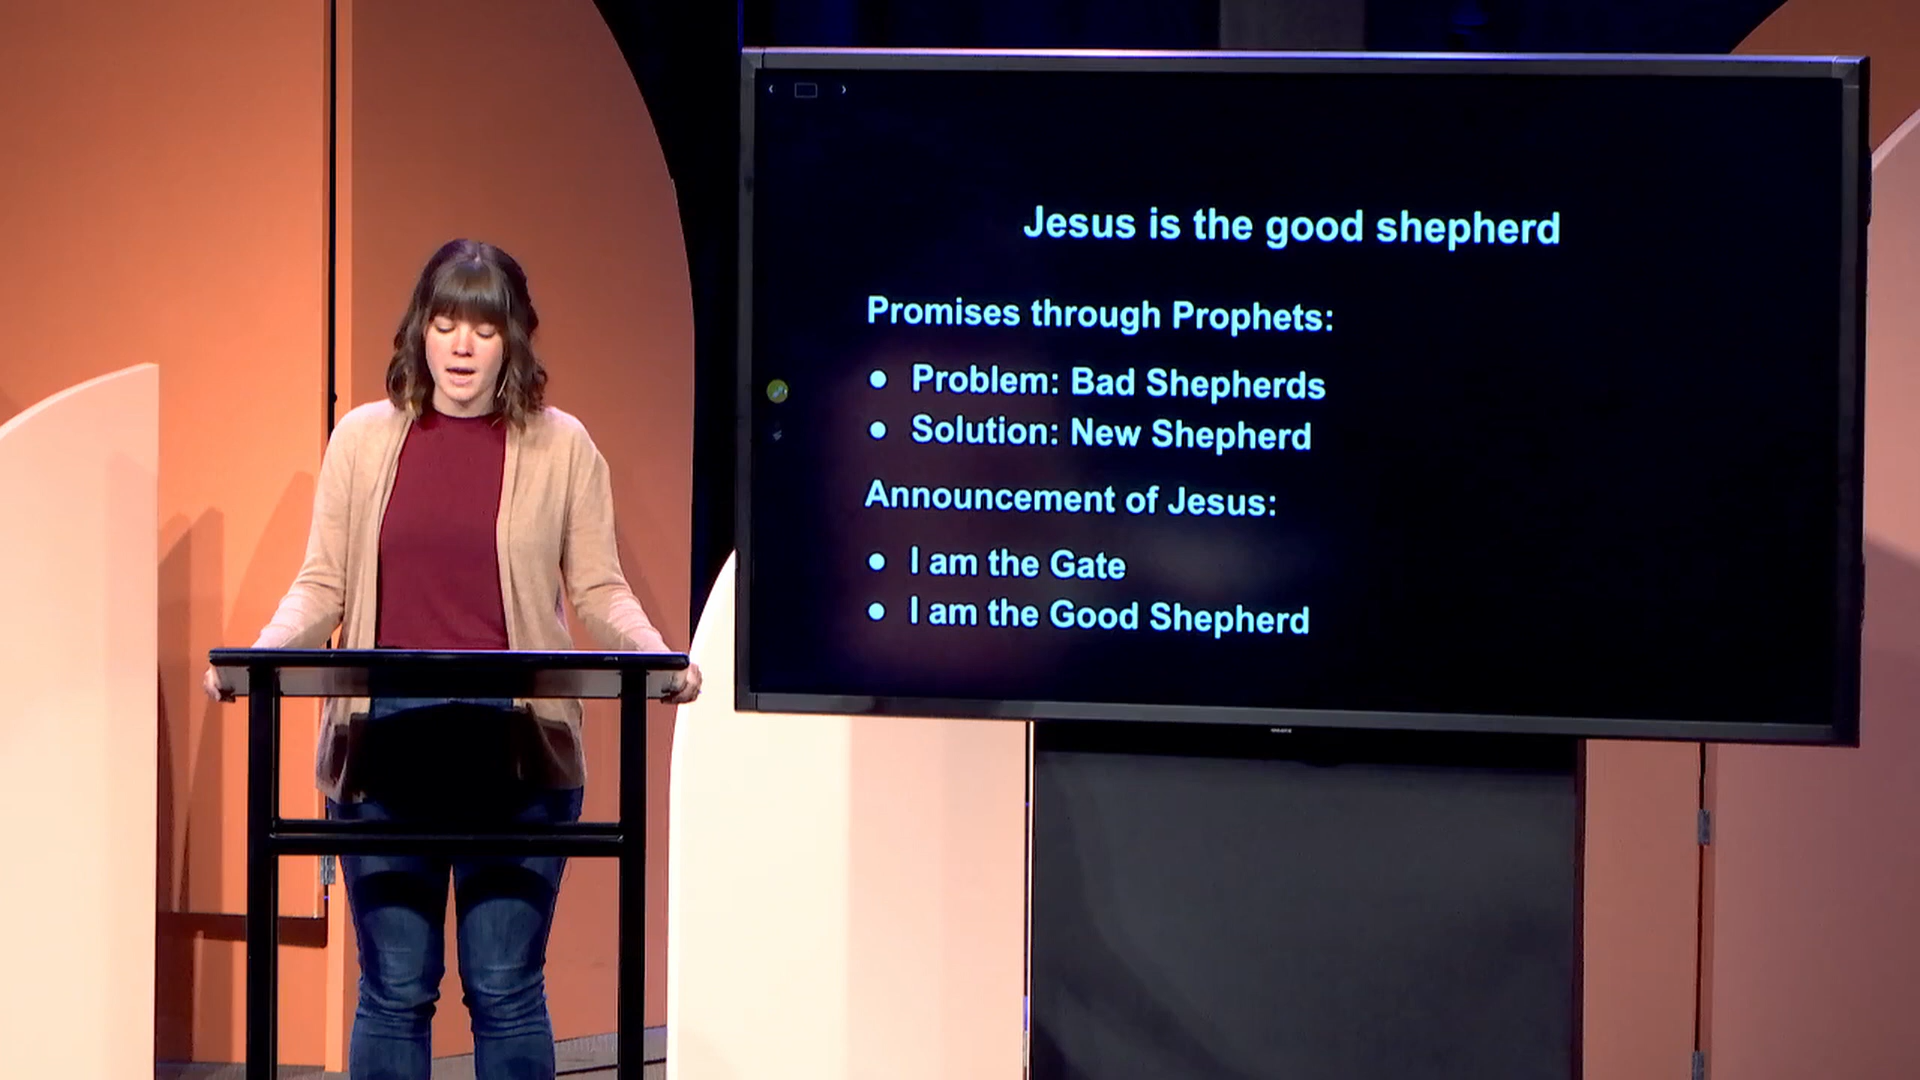 Jesus is the good shepherd
Promises through Prophets:
● Problem: Bad Shepherds
● Solution: New Shepherd
Announcement of Jesus:
● I am the Gate
● I am the Good Shepherd